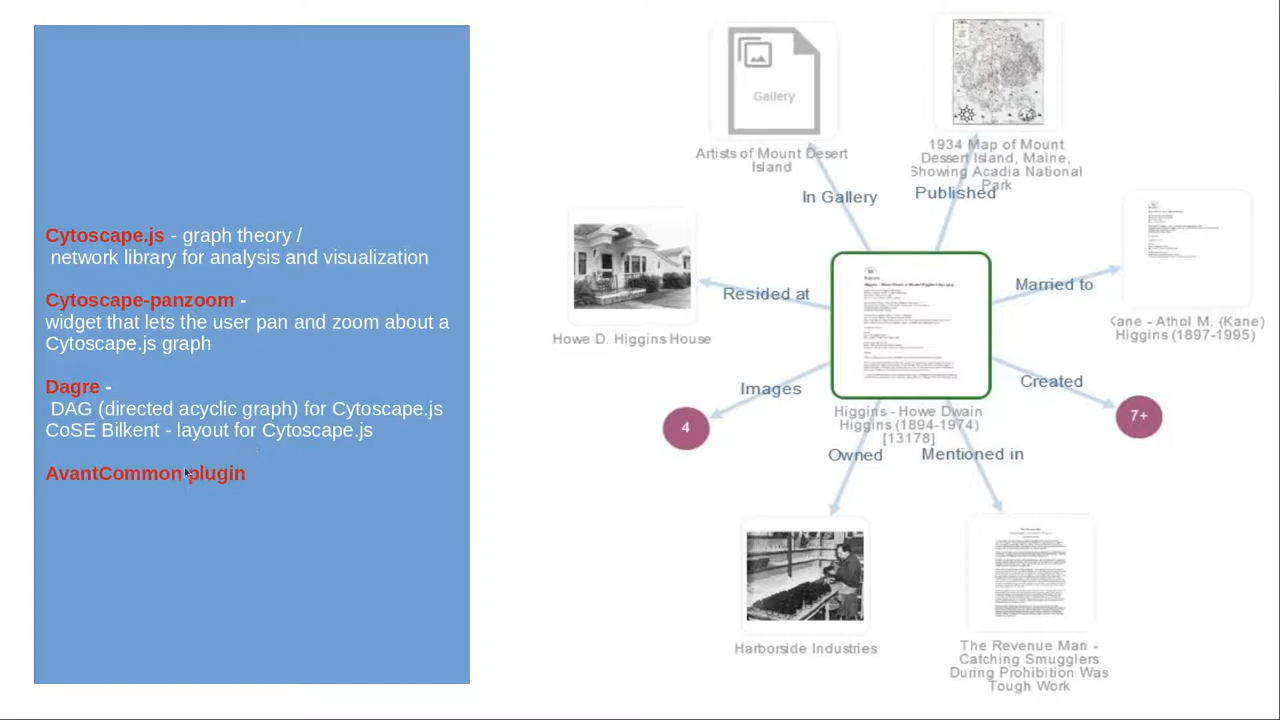 Cytoscape.js - graph theory /
network library for analysis and visualization
Cytoscape-panzoom -
widget that lets the user pan and zoom about a
Cytoscape.js graph
Dagre -
DAG (directed acyclic graph) for Cytoscape.js
CoSE Bilkent - layout for Cytoscape.js
AvantCommon plugin
Gallery
Artists of Mount Desert
Island
1934 Map of Mount
Dessert Island, Maine,
Showing Acadia National
Park
In Gallery
Published
Resided at
Married to
Howe D. Higgins House
Kane - Athol M. (Kane)
Higgins (1897-1995)
Images
Created
4
7+
Higgins - Howe Dwain
Higgins (1894-1974)
[13178]
Owned
Mentioned in
Harborside Industries
The Revenue Man -
Catching Smugglers
During Prohibition Was
Tough Work